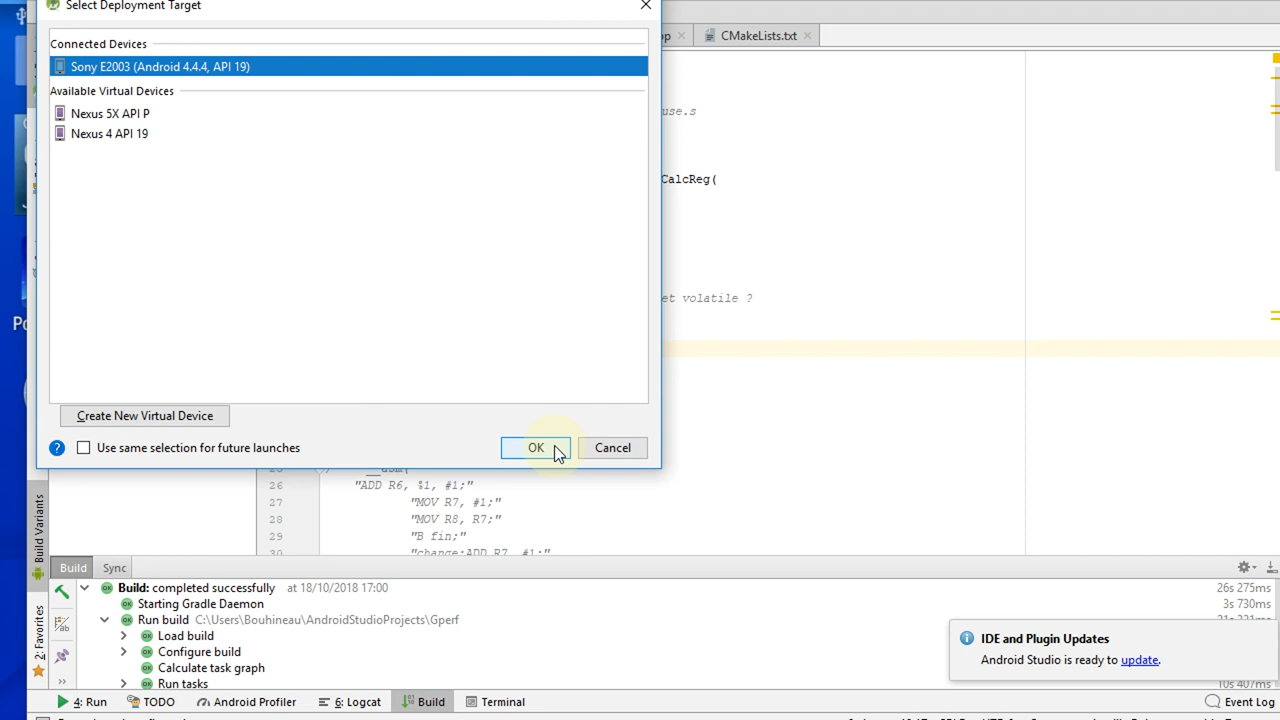 Select Deployment Target
Connected Devices
Sony E2003 (Android 4.4.4, API 19)
Available Virtual Devices
Nexus 5X API P
Nexus 4 API 19
Create New Virtual Device
Use same selection for future launches
OK
Cancel
CMakeLists.txt
use.s
CalcReg(
et volatile ?
26 "ADD R6, %1, #1;"
27 "MOV R7, #1;"
28 "MOV R8, R7;"
29 "B fin;"
30 "change:ADD R7, #1;"
Build Variants
2: Favorites
Build
Sync
Build: completed successfully at 18/10/2018 17:00
26s 275ms
Starting Gradle Daemon
3s 730ms
Run build C:\Users\Bouhineau\AndroidStudioProjects\Gperf
Load build
Configure build
Calculate task graph
Run tasks
10s 407ms
IDE and Plugin Updates
Android Studio is ready to update.
4: Run
TODO
Android Profiler
6: Logcat
Build
Terminal
Event Log